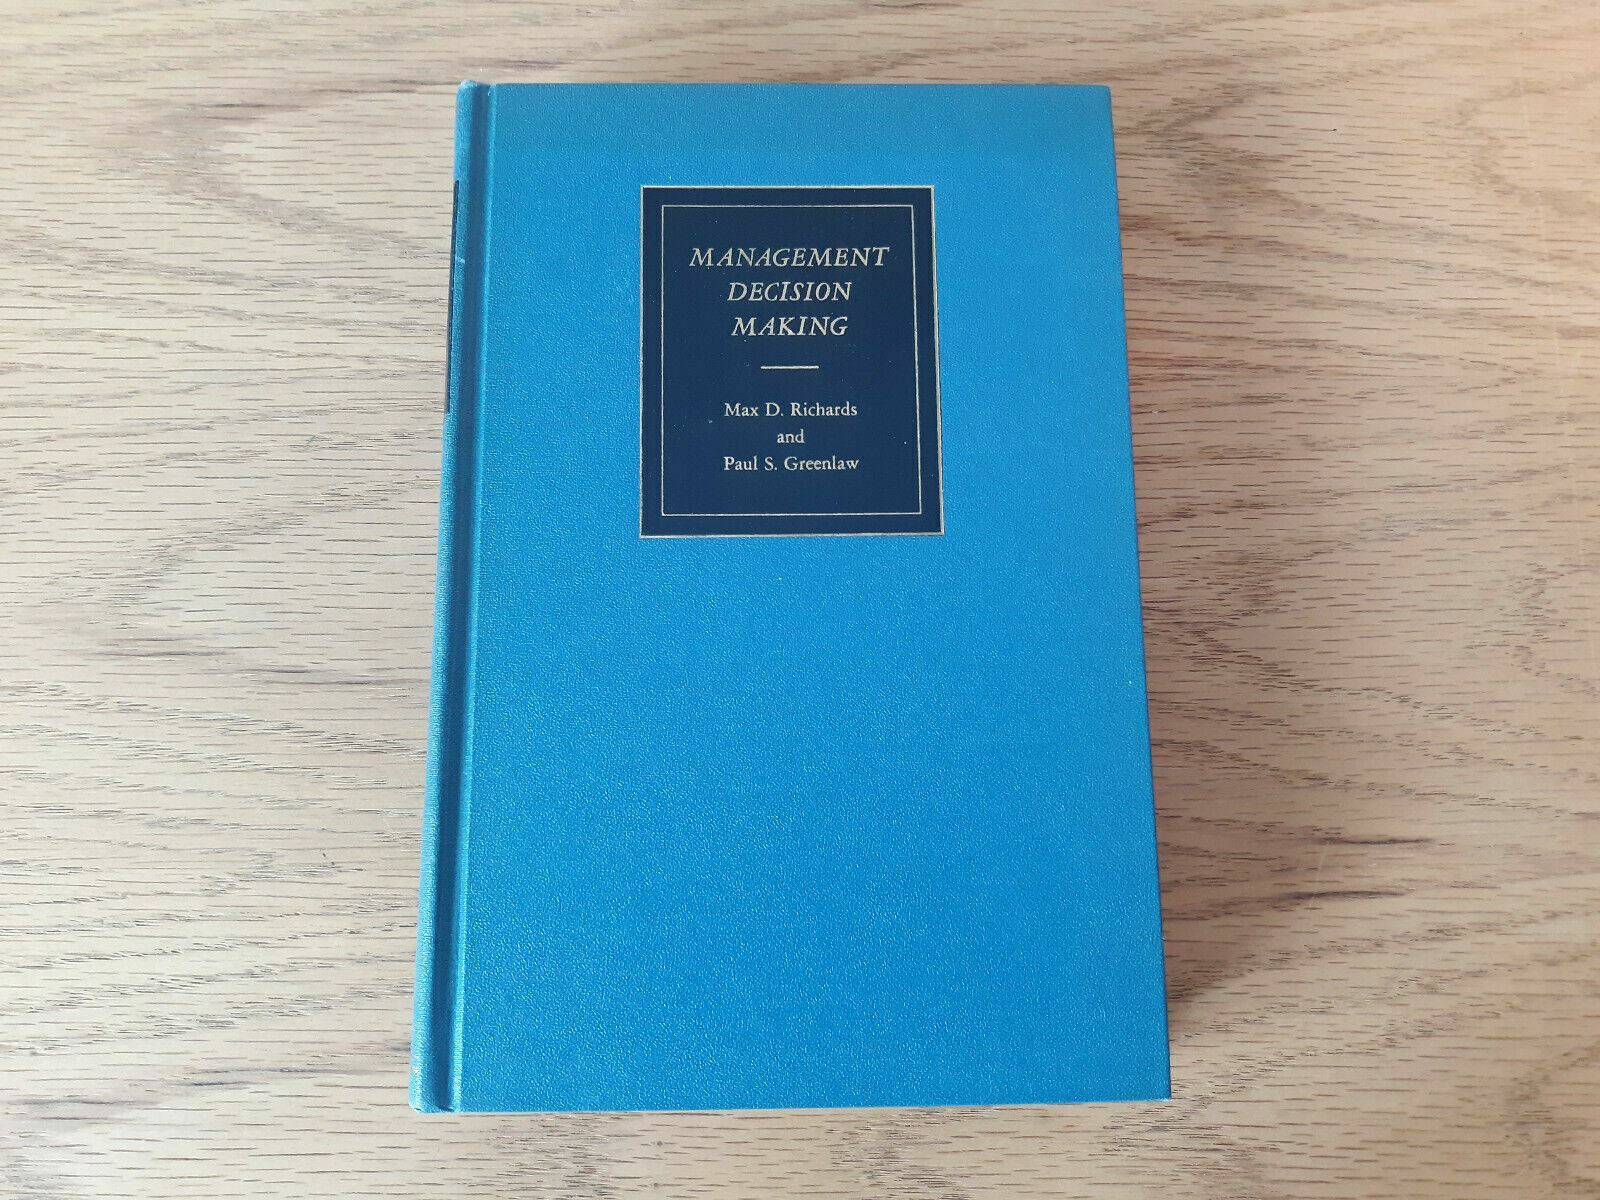 MANAGEMENT
DECISION
MAKING
Max D. Richards
and
Paul S. Greenlaw